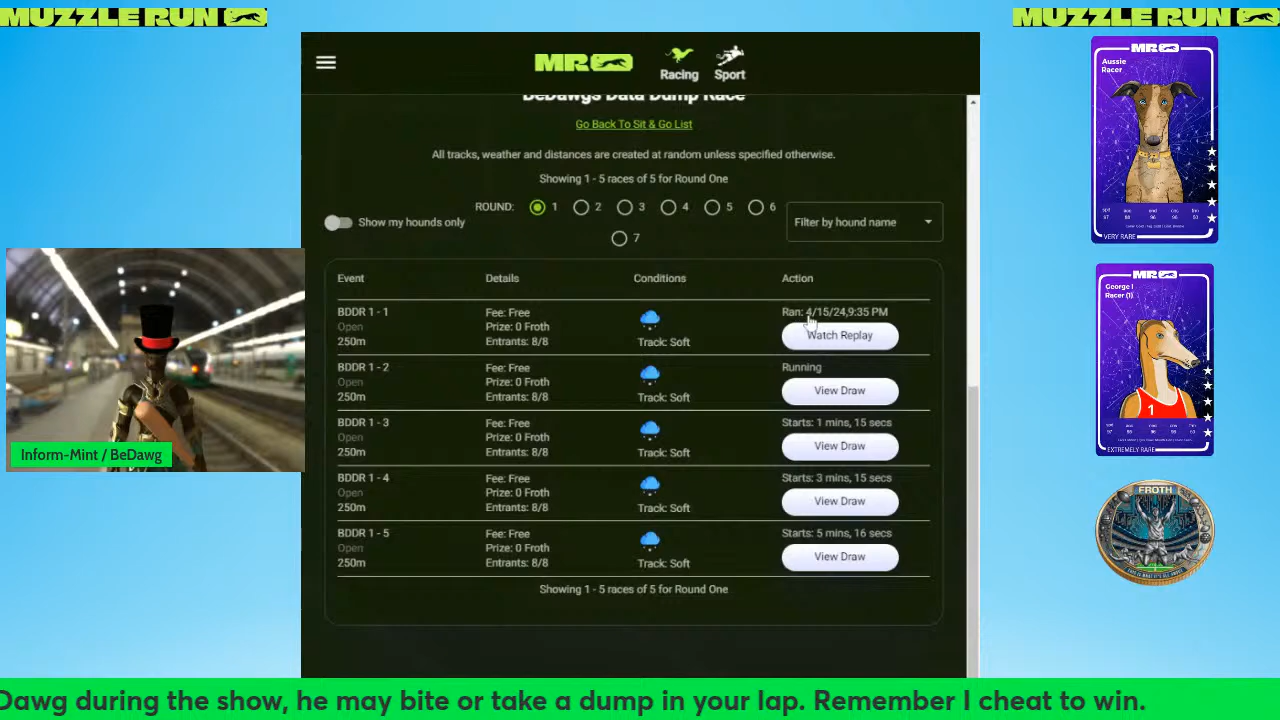 MUZZLE RUN
MUZZLE RUN
MR
Racing
Sport
BeDawgs Data Dump Race
Go Back To Sit & Go List
All tracks, weather and distances are created at random unless specified otherwise.
Showing 1 - 5 races of 5 for Round One
Show my hounds only
ROUND: 1 2 3 4 5 6
7
Filter by hound name
Event Details Conditions Action
BDDR 1 - 1 Fee: Free Ran: 4/15/24,9:35 PM
Open Prize: 0 Froth Watch Replay
250m Entrants: 8/8 Track: Soft
BDDR 1 - 2 Fee: Free Running
Open Prize: 0 Froth View Draw
250m Entrants: 8/8 Track: Soft
BDDR 1 - 3 Fee: Free Starts: 1 mins, 15 secs
Open Prize: 0 Froth View Draw
250m Entrants: 8/8 Track: Soft
BDDR 1 - 4 Fee: Free Starts: 3 mins, 15 secs
Open Prize: 0 Froth View Draw
250m Entrants: 8/8 Track: Soft
BDDR 1 - 5 Fee: Free Starts: 5 mins, 16 secs
Open Prize: 0 Froth View Draw
250m Entrants: 8/8 Track: Soft
Showing 1 - 5 races of 5 for Round One
Inform-Mint / BeDawg
MR
Aussie
Racer
VERY RARE
MR
George I
Racer (1)
1
EXTREMELY RARE
FROTH
Dawg during the show, he may bite or take a dump in your lap. Remember I cheat to win.